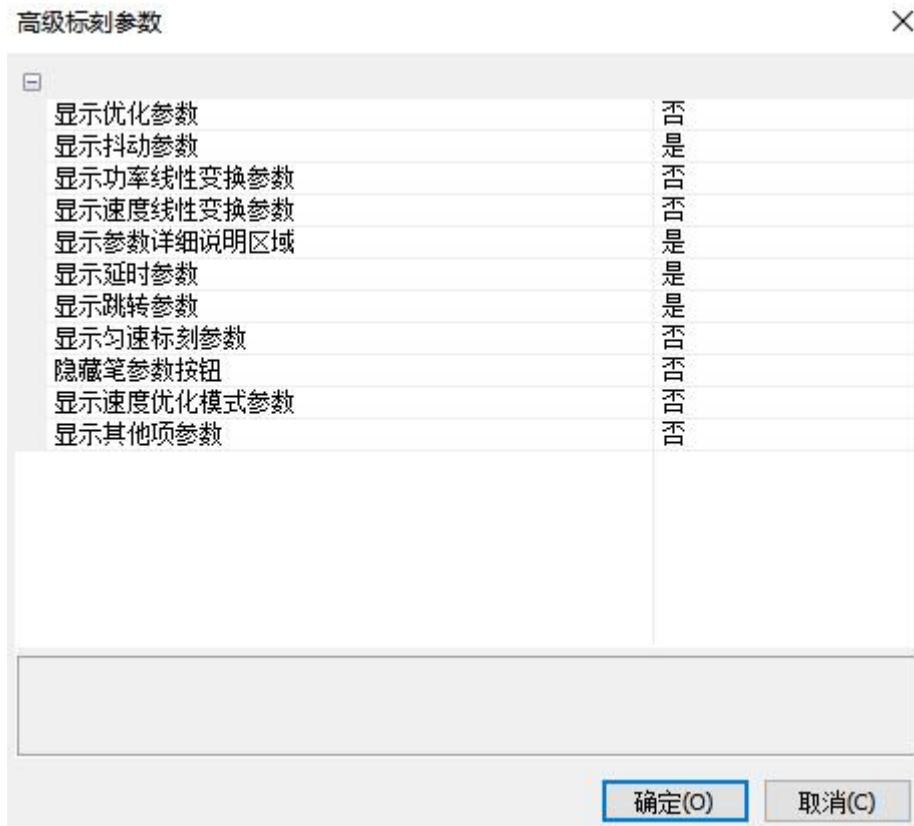 高级标刻参数
显示优化参数 否
显示抖动参数 是
显示功率线性变换参数 否
显示速度线性变换参数 否
显示参数详细说明区域 是
显示延时参数 是
显示跳转参数 是
显示匀速标刻参数 否
隐藏笔参数按钮 否
显示速度优化模式参数 否
显示其他项参数 否
确定(O) 取消(C)